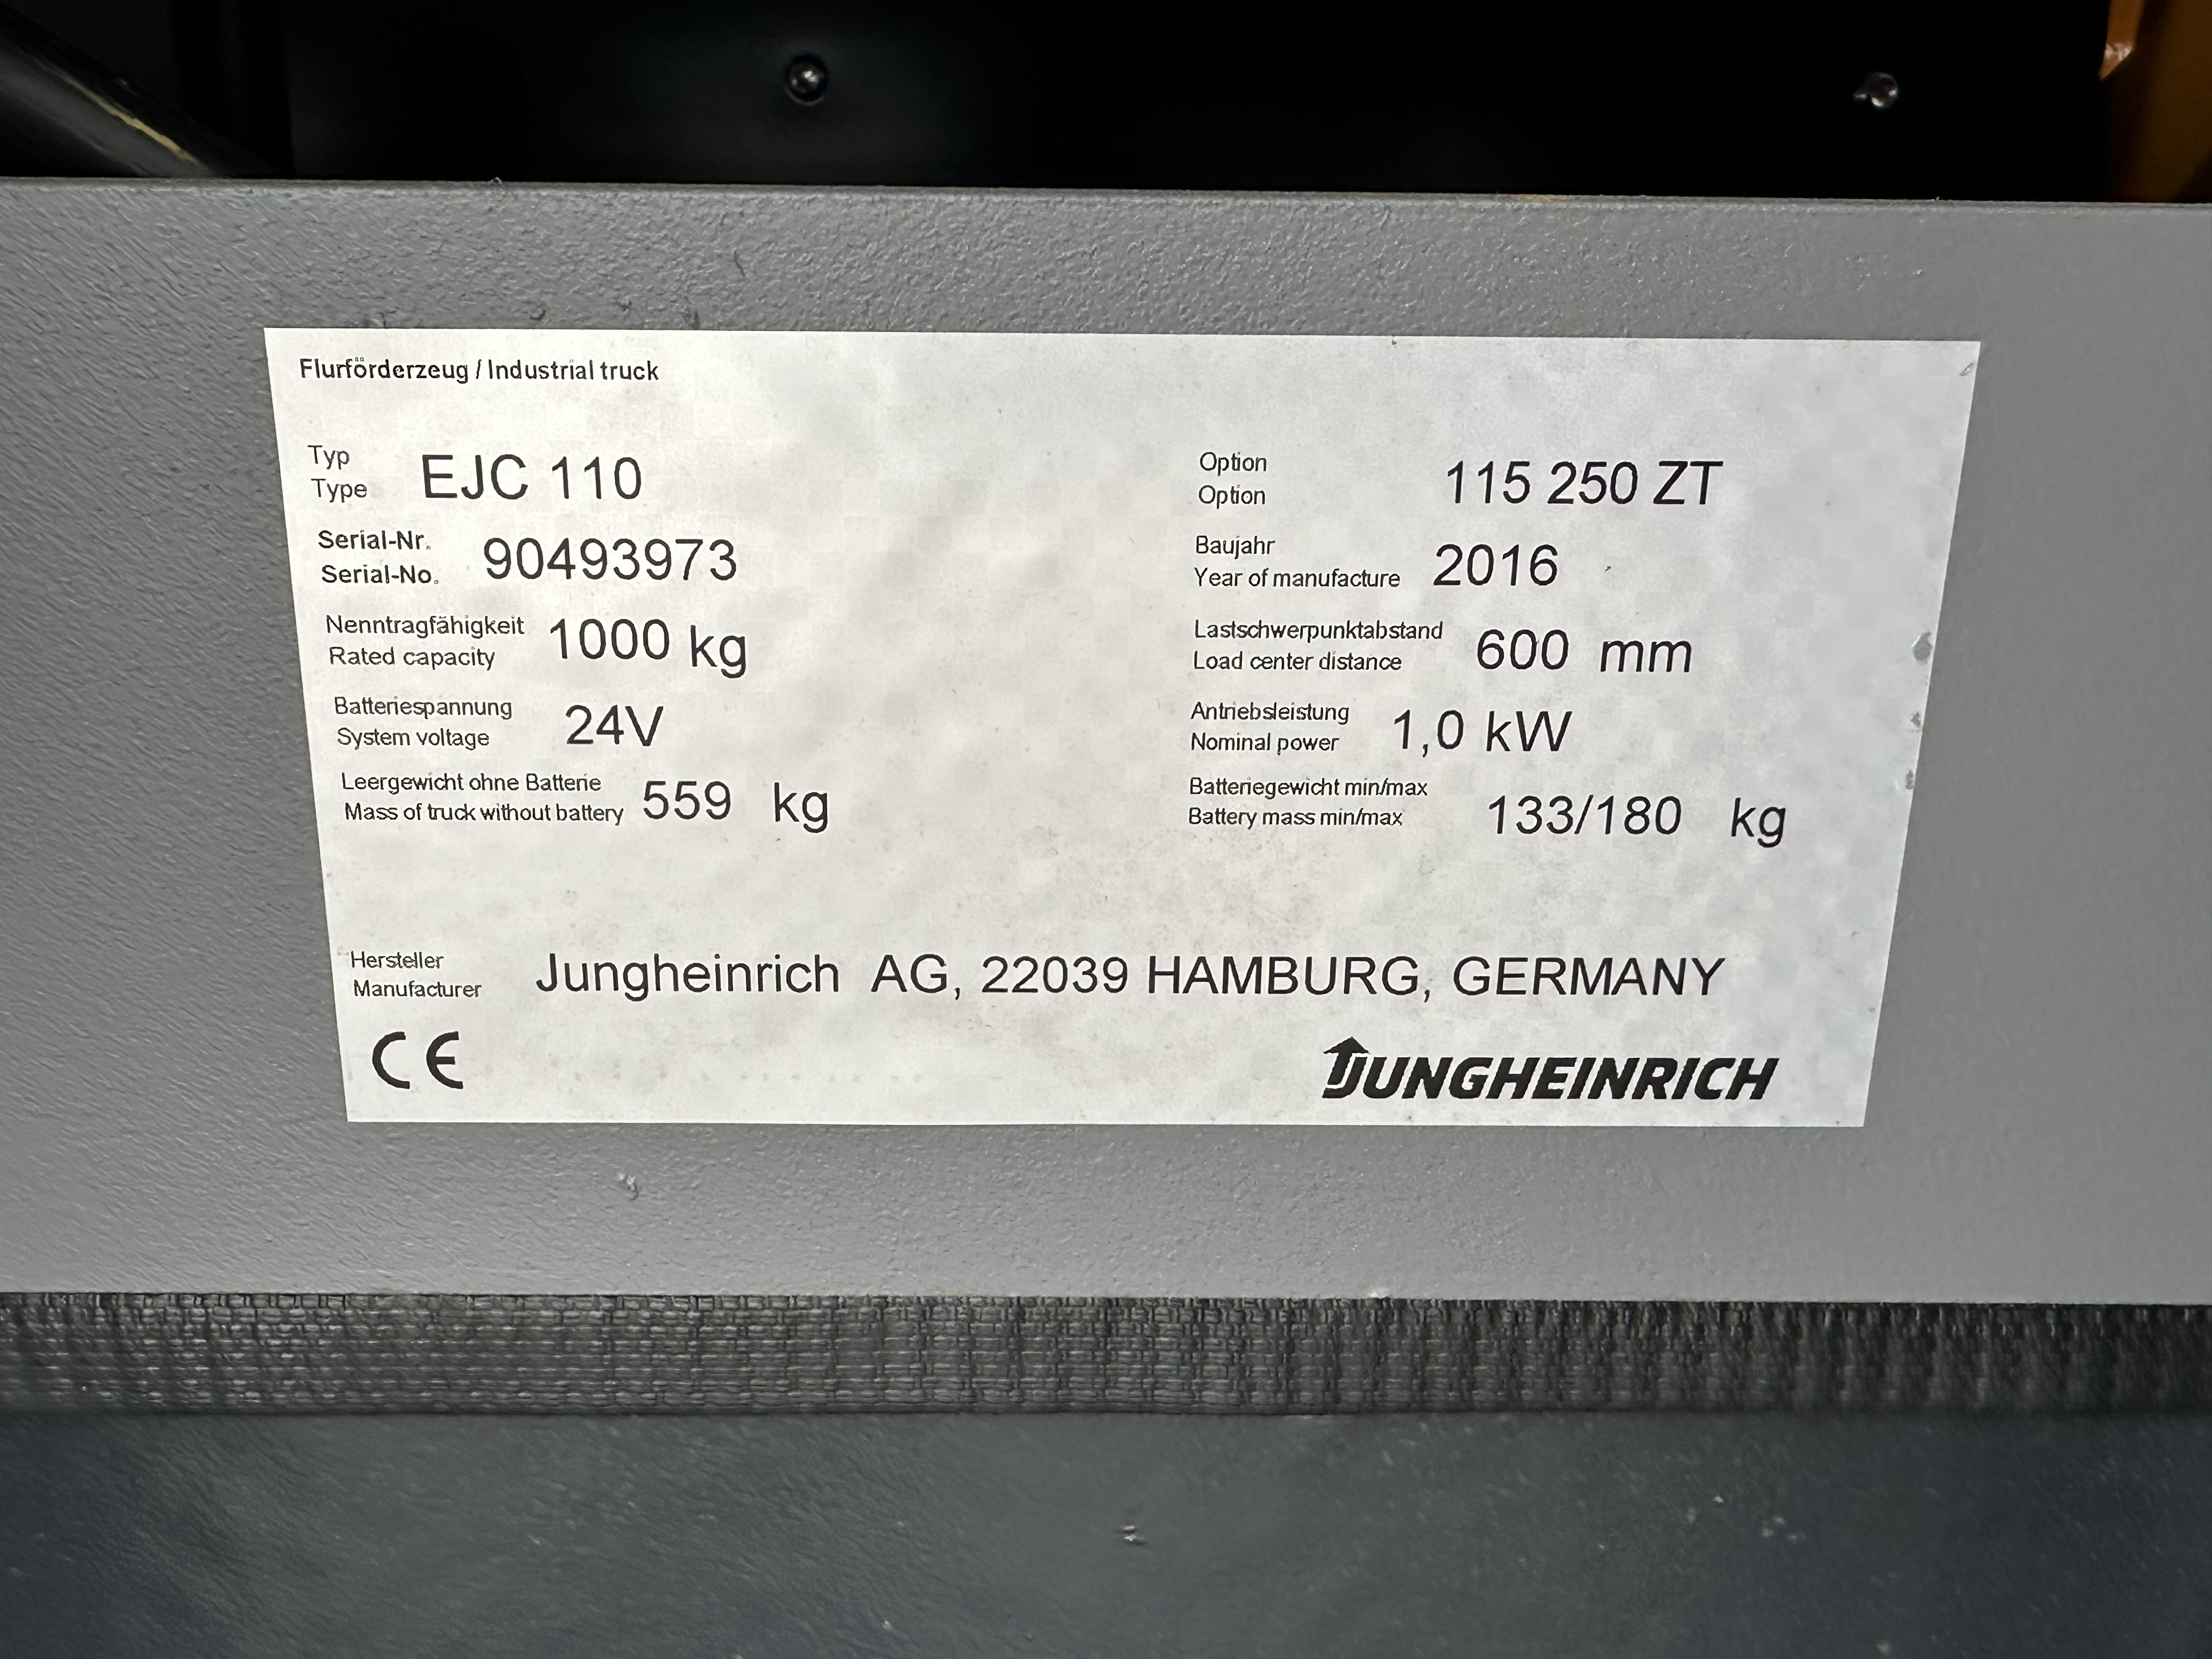 Flurförderzeug / Industrial truck
Typ
Type EJC 110
Option
Option 115 250 ZT
Serial-Nr.
Serial-No. 90493973
Baujahr
Year of manufacture 2016
Nenntragfähigkeit
Rated capacity 1000 kg
Lastschwerpunktabstand
Load center distance 600 mm
Batteriespannung
System voltage 24V
Antriebsleistung
Nominal power 1,0 kW
Leergewicht ohne Batterie
Mass of truck without battery 559 kg
Batteriegewicht min/max
Battery mass min/max 133/180 kg
Hersteller
Manufacturer Jungheinrich AG, 22039 HAMBURG, GERMANY
CE
JUNGHEINRICH